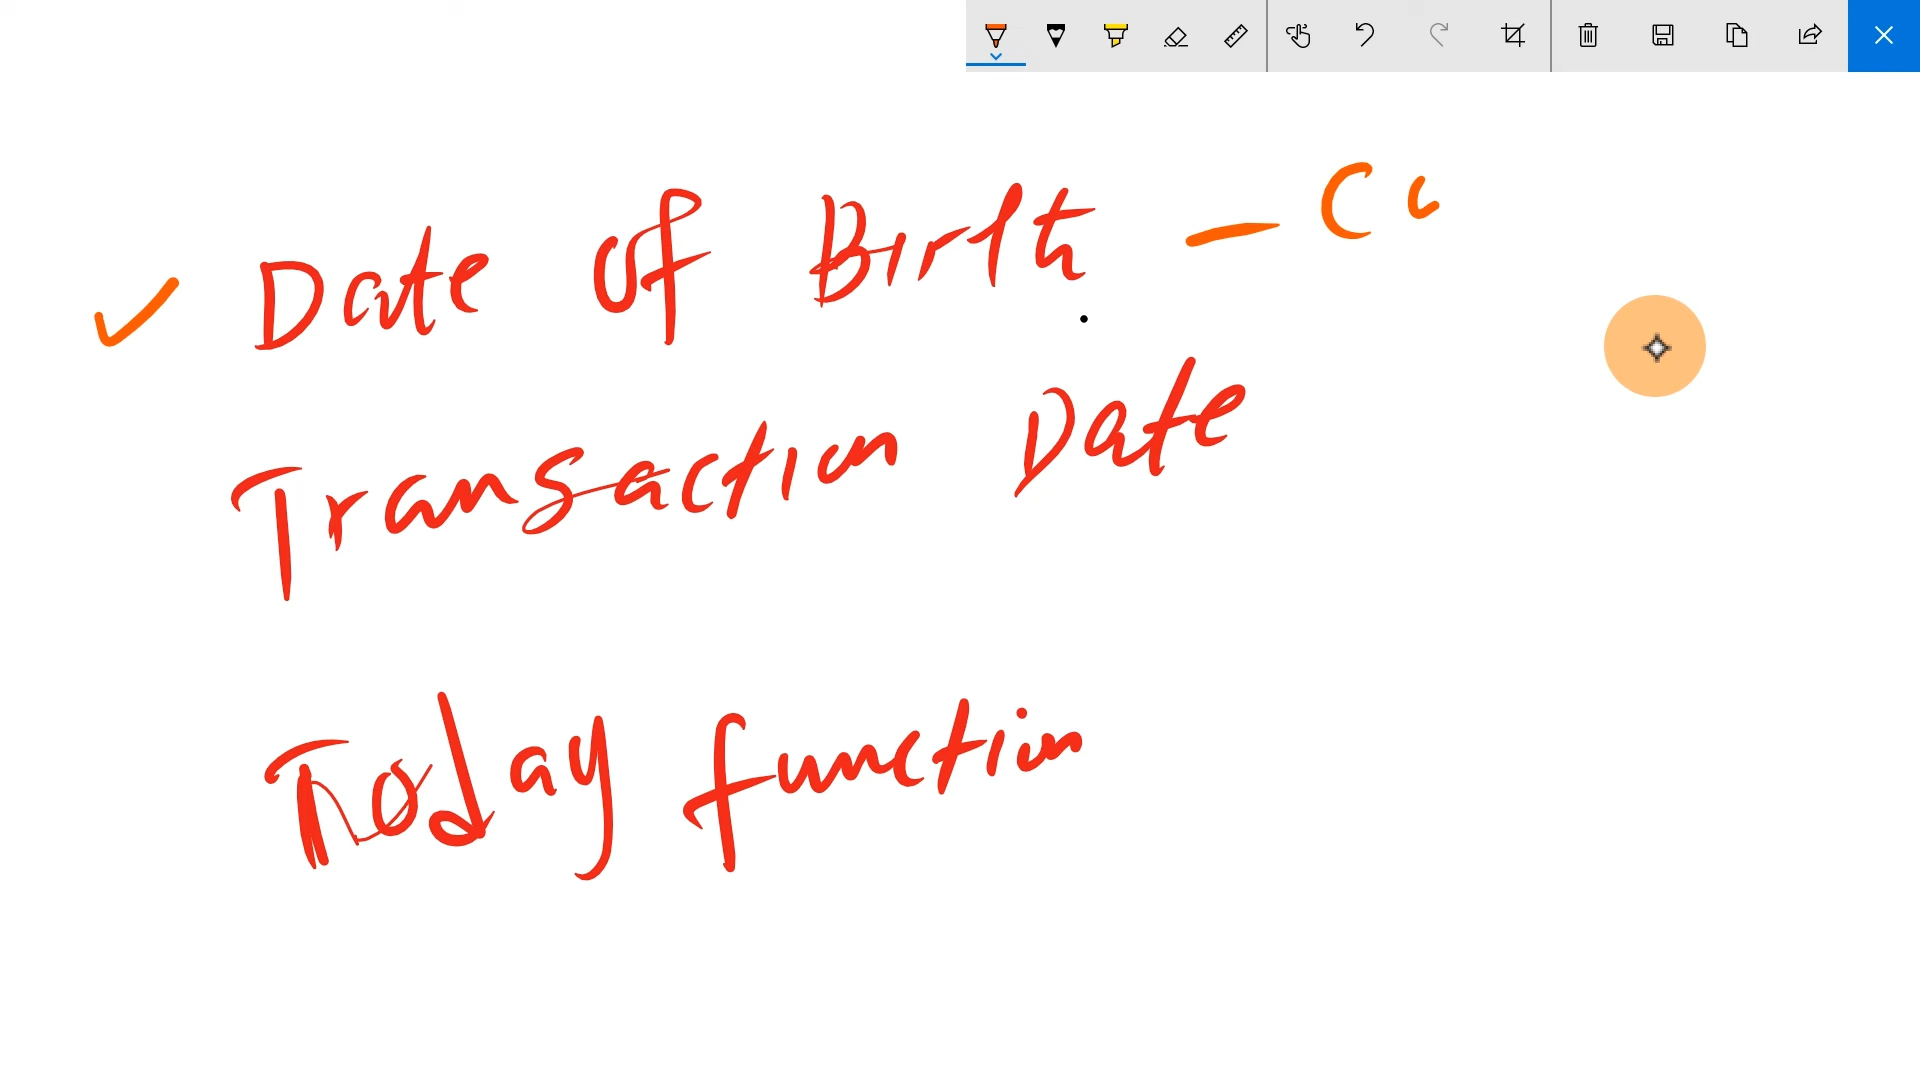 Date of Birth -
Transaction Date
Today function